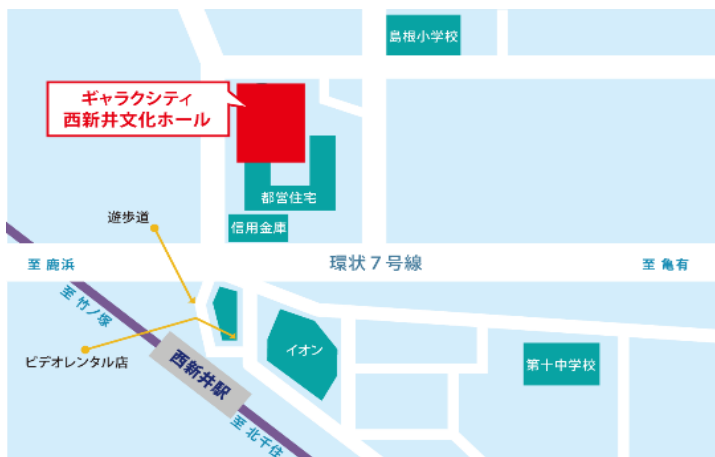 島根小学校
ギャラクシティ
西新井文化ホール
都営住宅
遊歩道
信用金庫
至 鹿浜
環状7号線
至 亀有
至 竹ノ塚
イオン
ビデオレンタル店
西新井駅
第十中学校
至 北千住